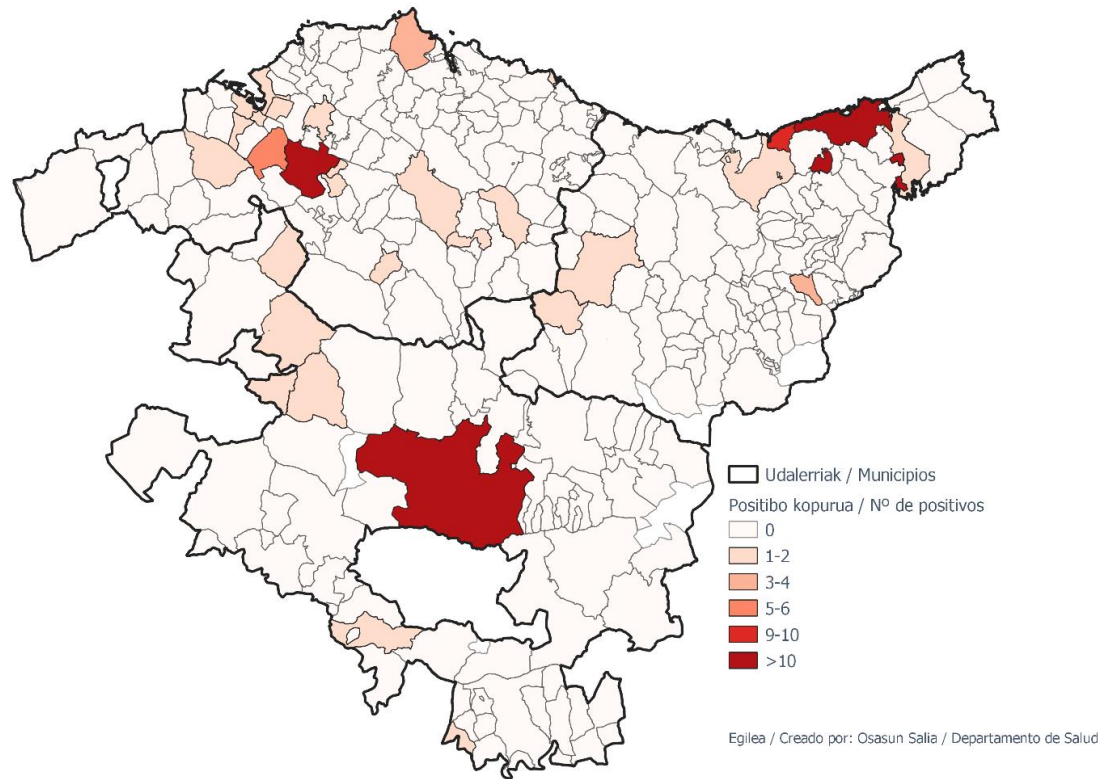 Udalerriak / Municipios
Positibo kopurua / Nº de positivos
0
1-2
3-4
5-6
9-10
>10
Egilea / Creado por: Osasun Salia / Departamento de Salud